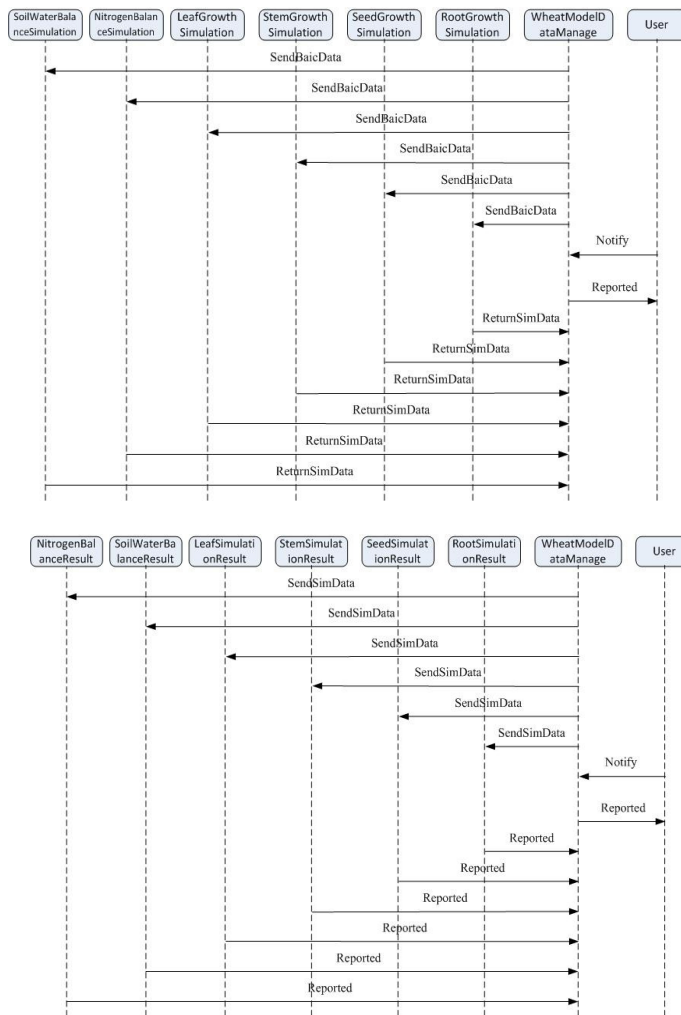 SoilWaterBala
nceSimulation
NitrogenBalan
ceSimulation
LeafGrowth
Simulation
StemGrowth
Simulation
SeedGrowth
Simulation
RootGrowth
Simulation
WheatModelD
ataManage
User
SendBaicData
SendBaicData
SendBaicData
SendBaicData
SendBaicData
SendBaicData
Notify
Reported
ReturnSimData
ReturnSimData
ReturnSimData
ReturnSimData
ReturnSimData
ReturnSimData
NitrogenBal
anceResult
SoilWaterBa
lanceResult
LeafSimulati
onResult
StemSimulat
ionResult
SeedSimulat
ionResult
RootSimulati
onResult
WheatModelD
ataManage
User
SendSimData
SendSimData
SendSimData
SendSimData
SendSimData
SendSimData
Notify
Reported
Reported
Reported
Reported
Reported
Reported
Reported